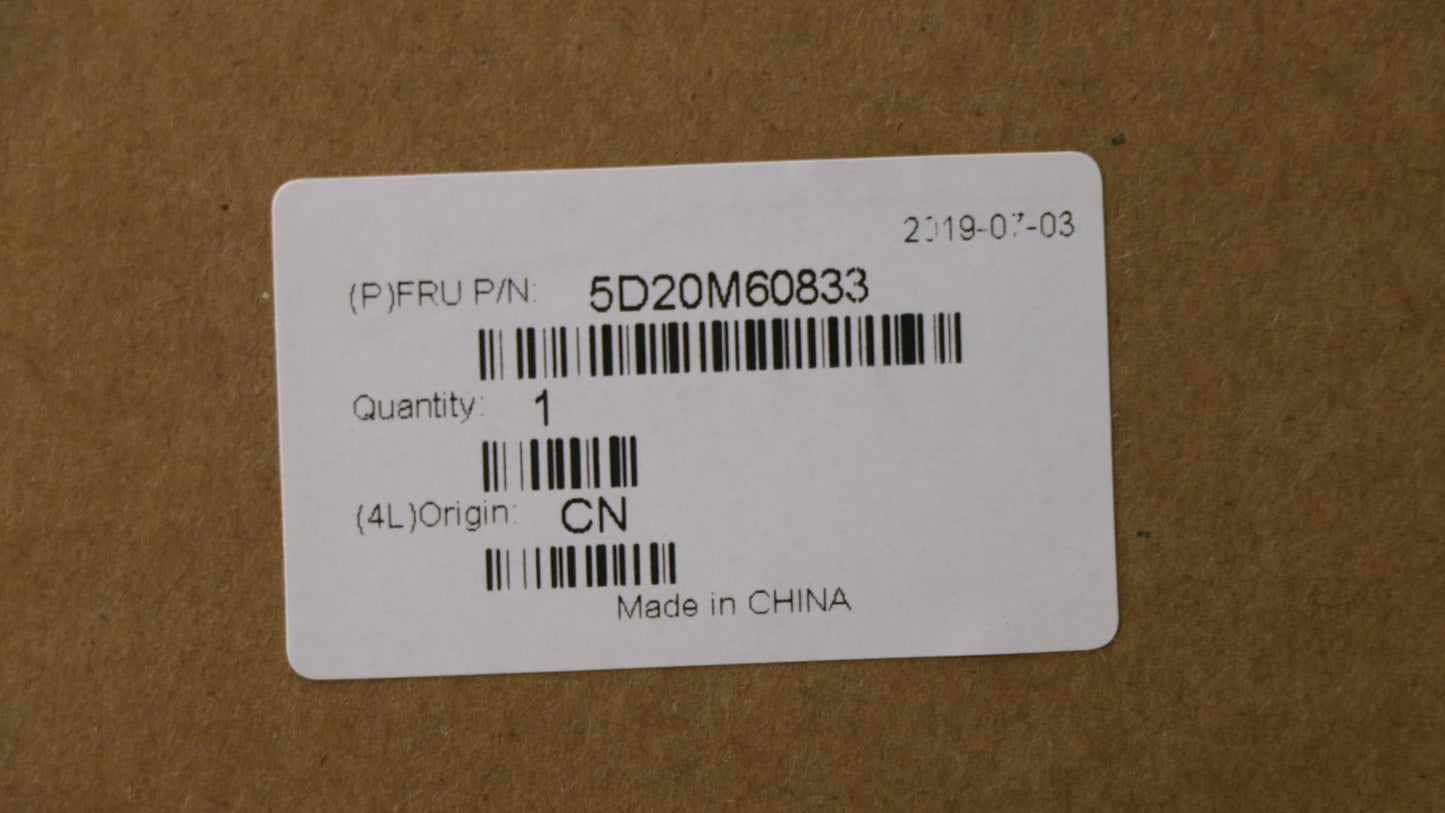 2019-07-03
(P)FRU P/N: 5D20M60833
Quantity: 1
(4L)Origin: CN
Made in CHINA